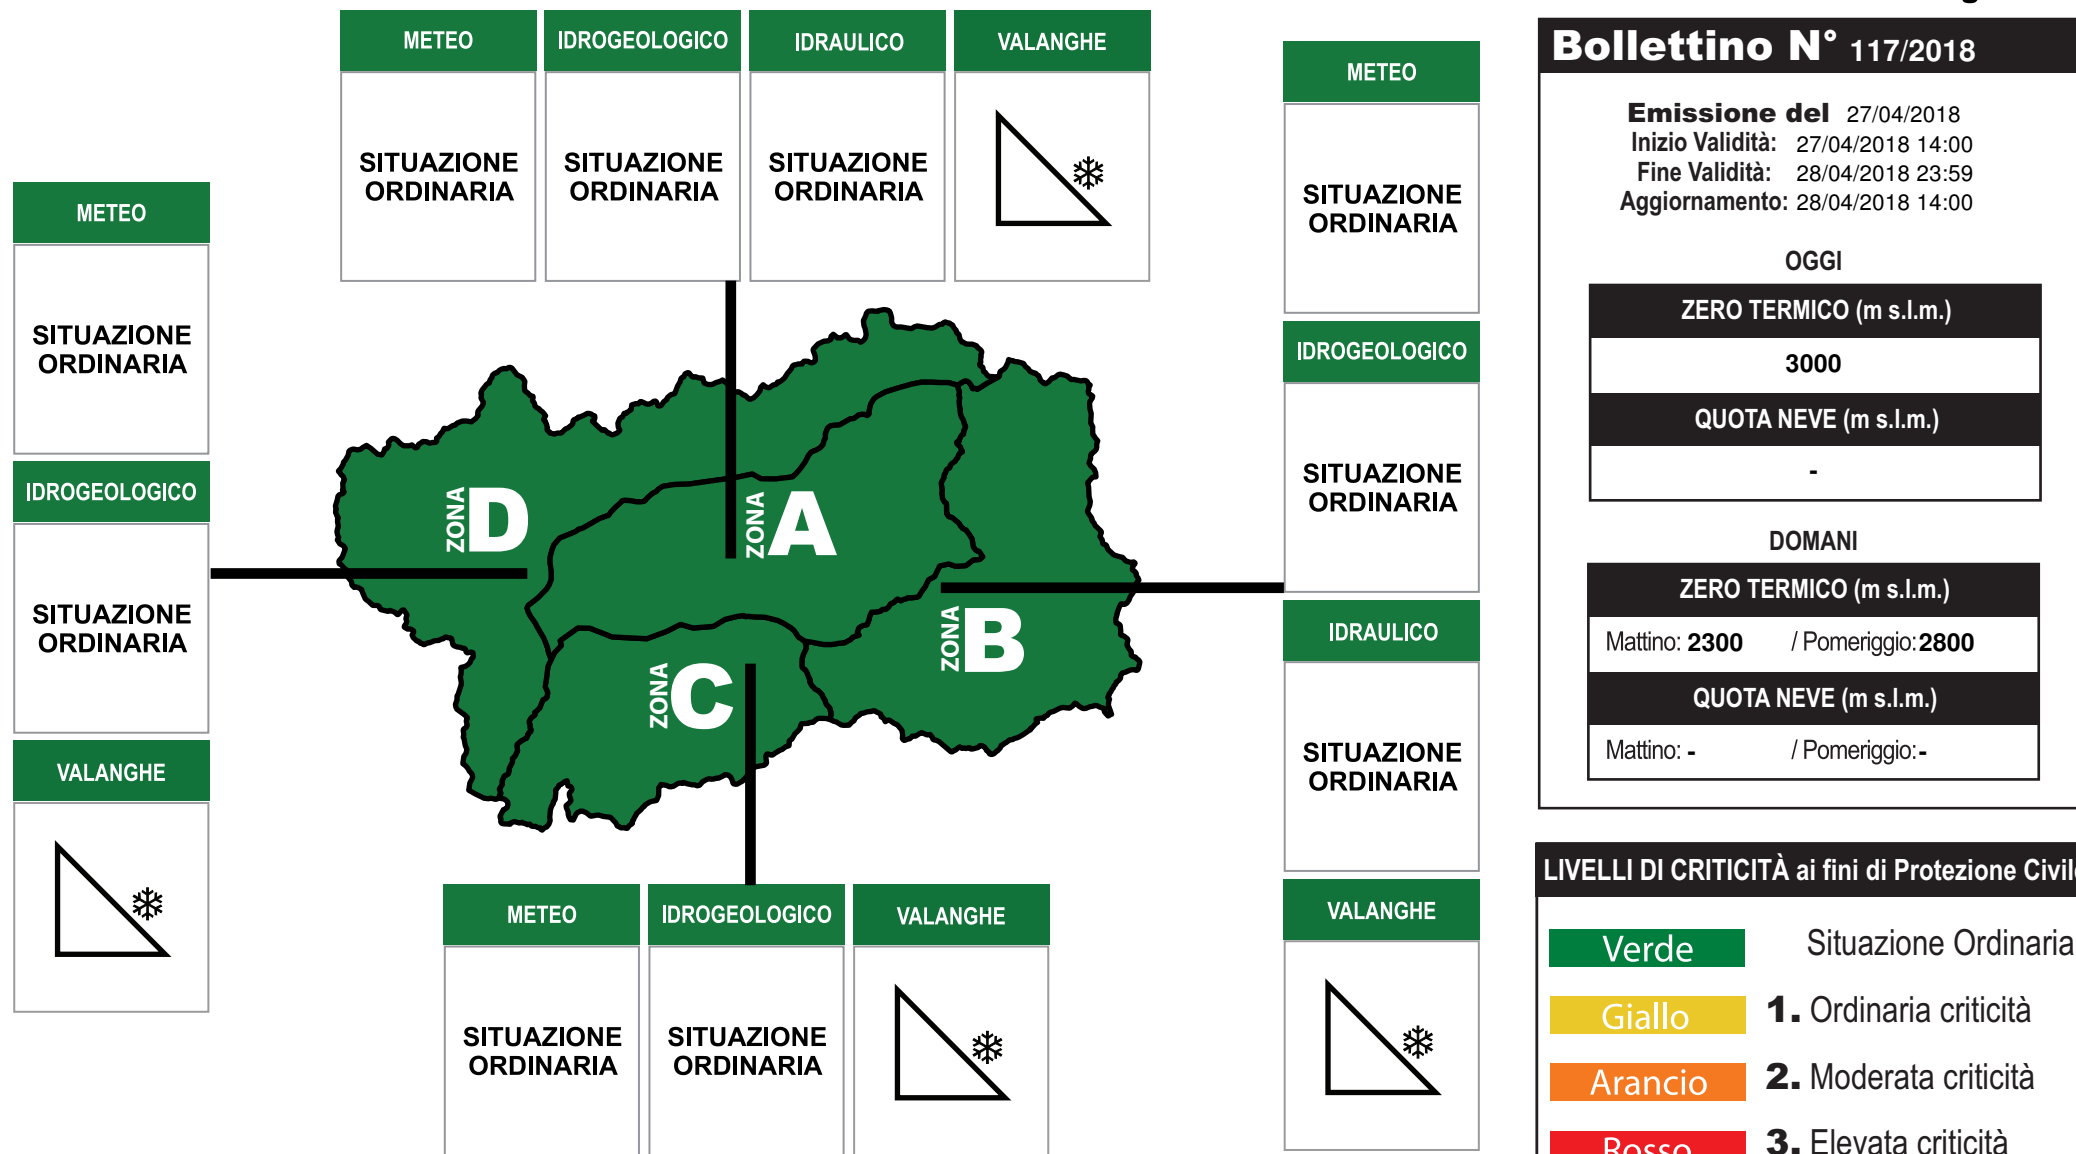 METEO
IDROGEOLOGICO
IDRAULICO
VALANGHE
SITUAZIONE
ORDINARIA
SITUAZIONE
ORDINARIA
SITUAZIONE
ORDINARIA
METEO
SITUAZIONE
ORDINARIA
IDROGEOLOGICO
SITUAZIONE
ORDINARIA
VALANGHE
ZONA D
ZONA A
ZONA B
ZONA C
METEO
SITUAZIONE
ORDINARIA
IDROGEOLOGICO
SITUAZIONE
ORDINARIA
IDRAULICO
SITUAZIONE
ORDINARIA
VALANGHE
METEO
IDROGEOLOGICO
VALANGHE
SITUAZIONE
ORDINARIA
SITUAZIONE
ORDINARIA
Bollettino N° 117/2018
Emissione del 27/04/2018
Inizio Validità: 27/04/2018 14:00
Fine Validità: 28/04/2018 23:59
Aggiornamento: 28/04/2018 14:00
OGGI
ZERO TERMICO (m s.l.m.)
3000
QUOTA NEVE (m s.l.m.)
-
DOMANI
ZERO TERMICO (m s.l.m.)
Mattino: 2300 / Pomeriggio: 2800
QUOTA NEVE (m s.l.m.)
Mattino: - / Pomeriggio: -
LIVELLI DI CRITICITÀ ai fini di Protezione Civile
Verde Situazione Ordinaria
Giallo 1. Ordinaria criticità
Arancio 2. Moderata criticità
Rosso 3. Elevata criticità